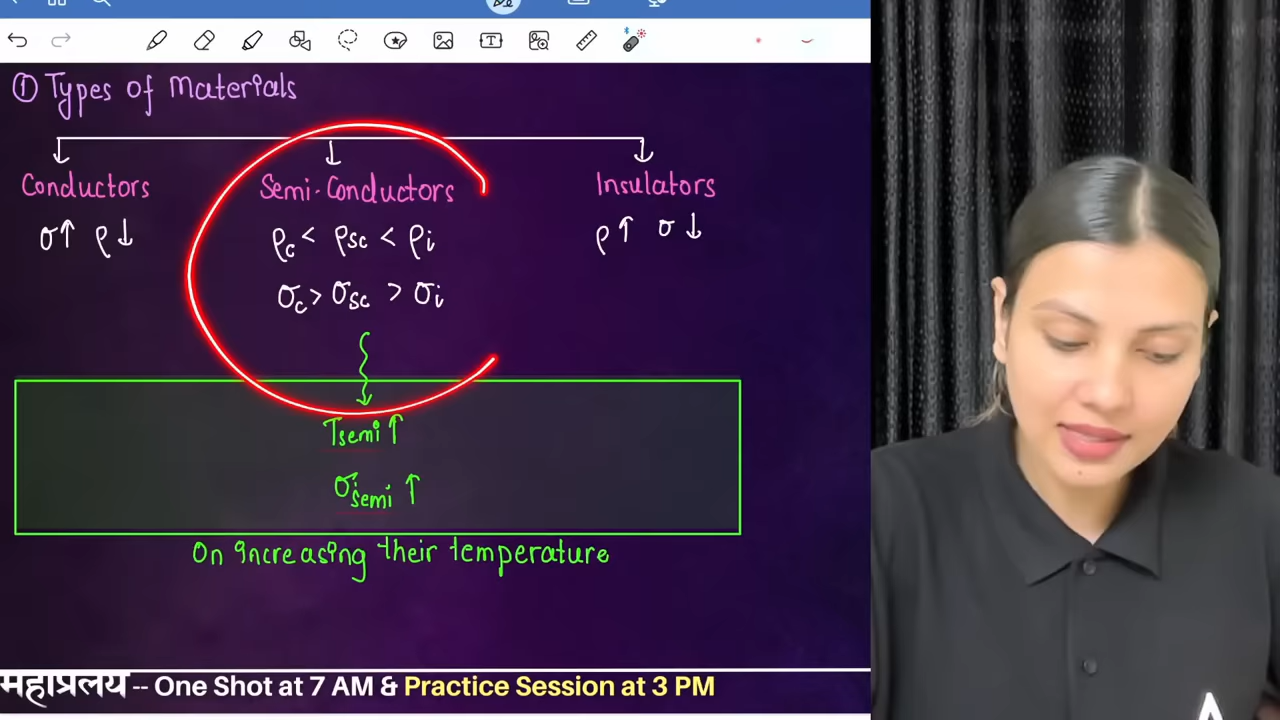 ① Types of Materials
Conductors
σ↑ ρ↓
Semi-Conductors
ρc < ρsc < ρi
σc > σsc > σi
Insulators
ρ↑ σ↓
Tsemi↑
σsemi↑
On increasing their temperature
महाप्रलय -- One Shot at 7 AM & Practice Session at 3 PM